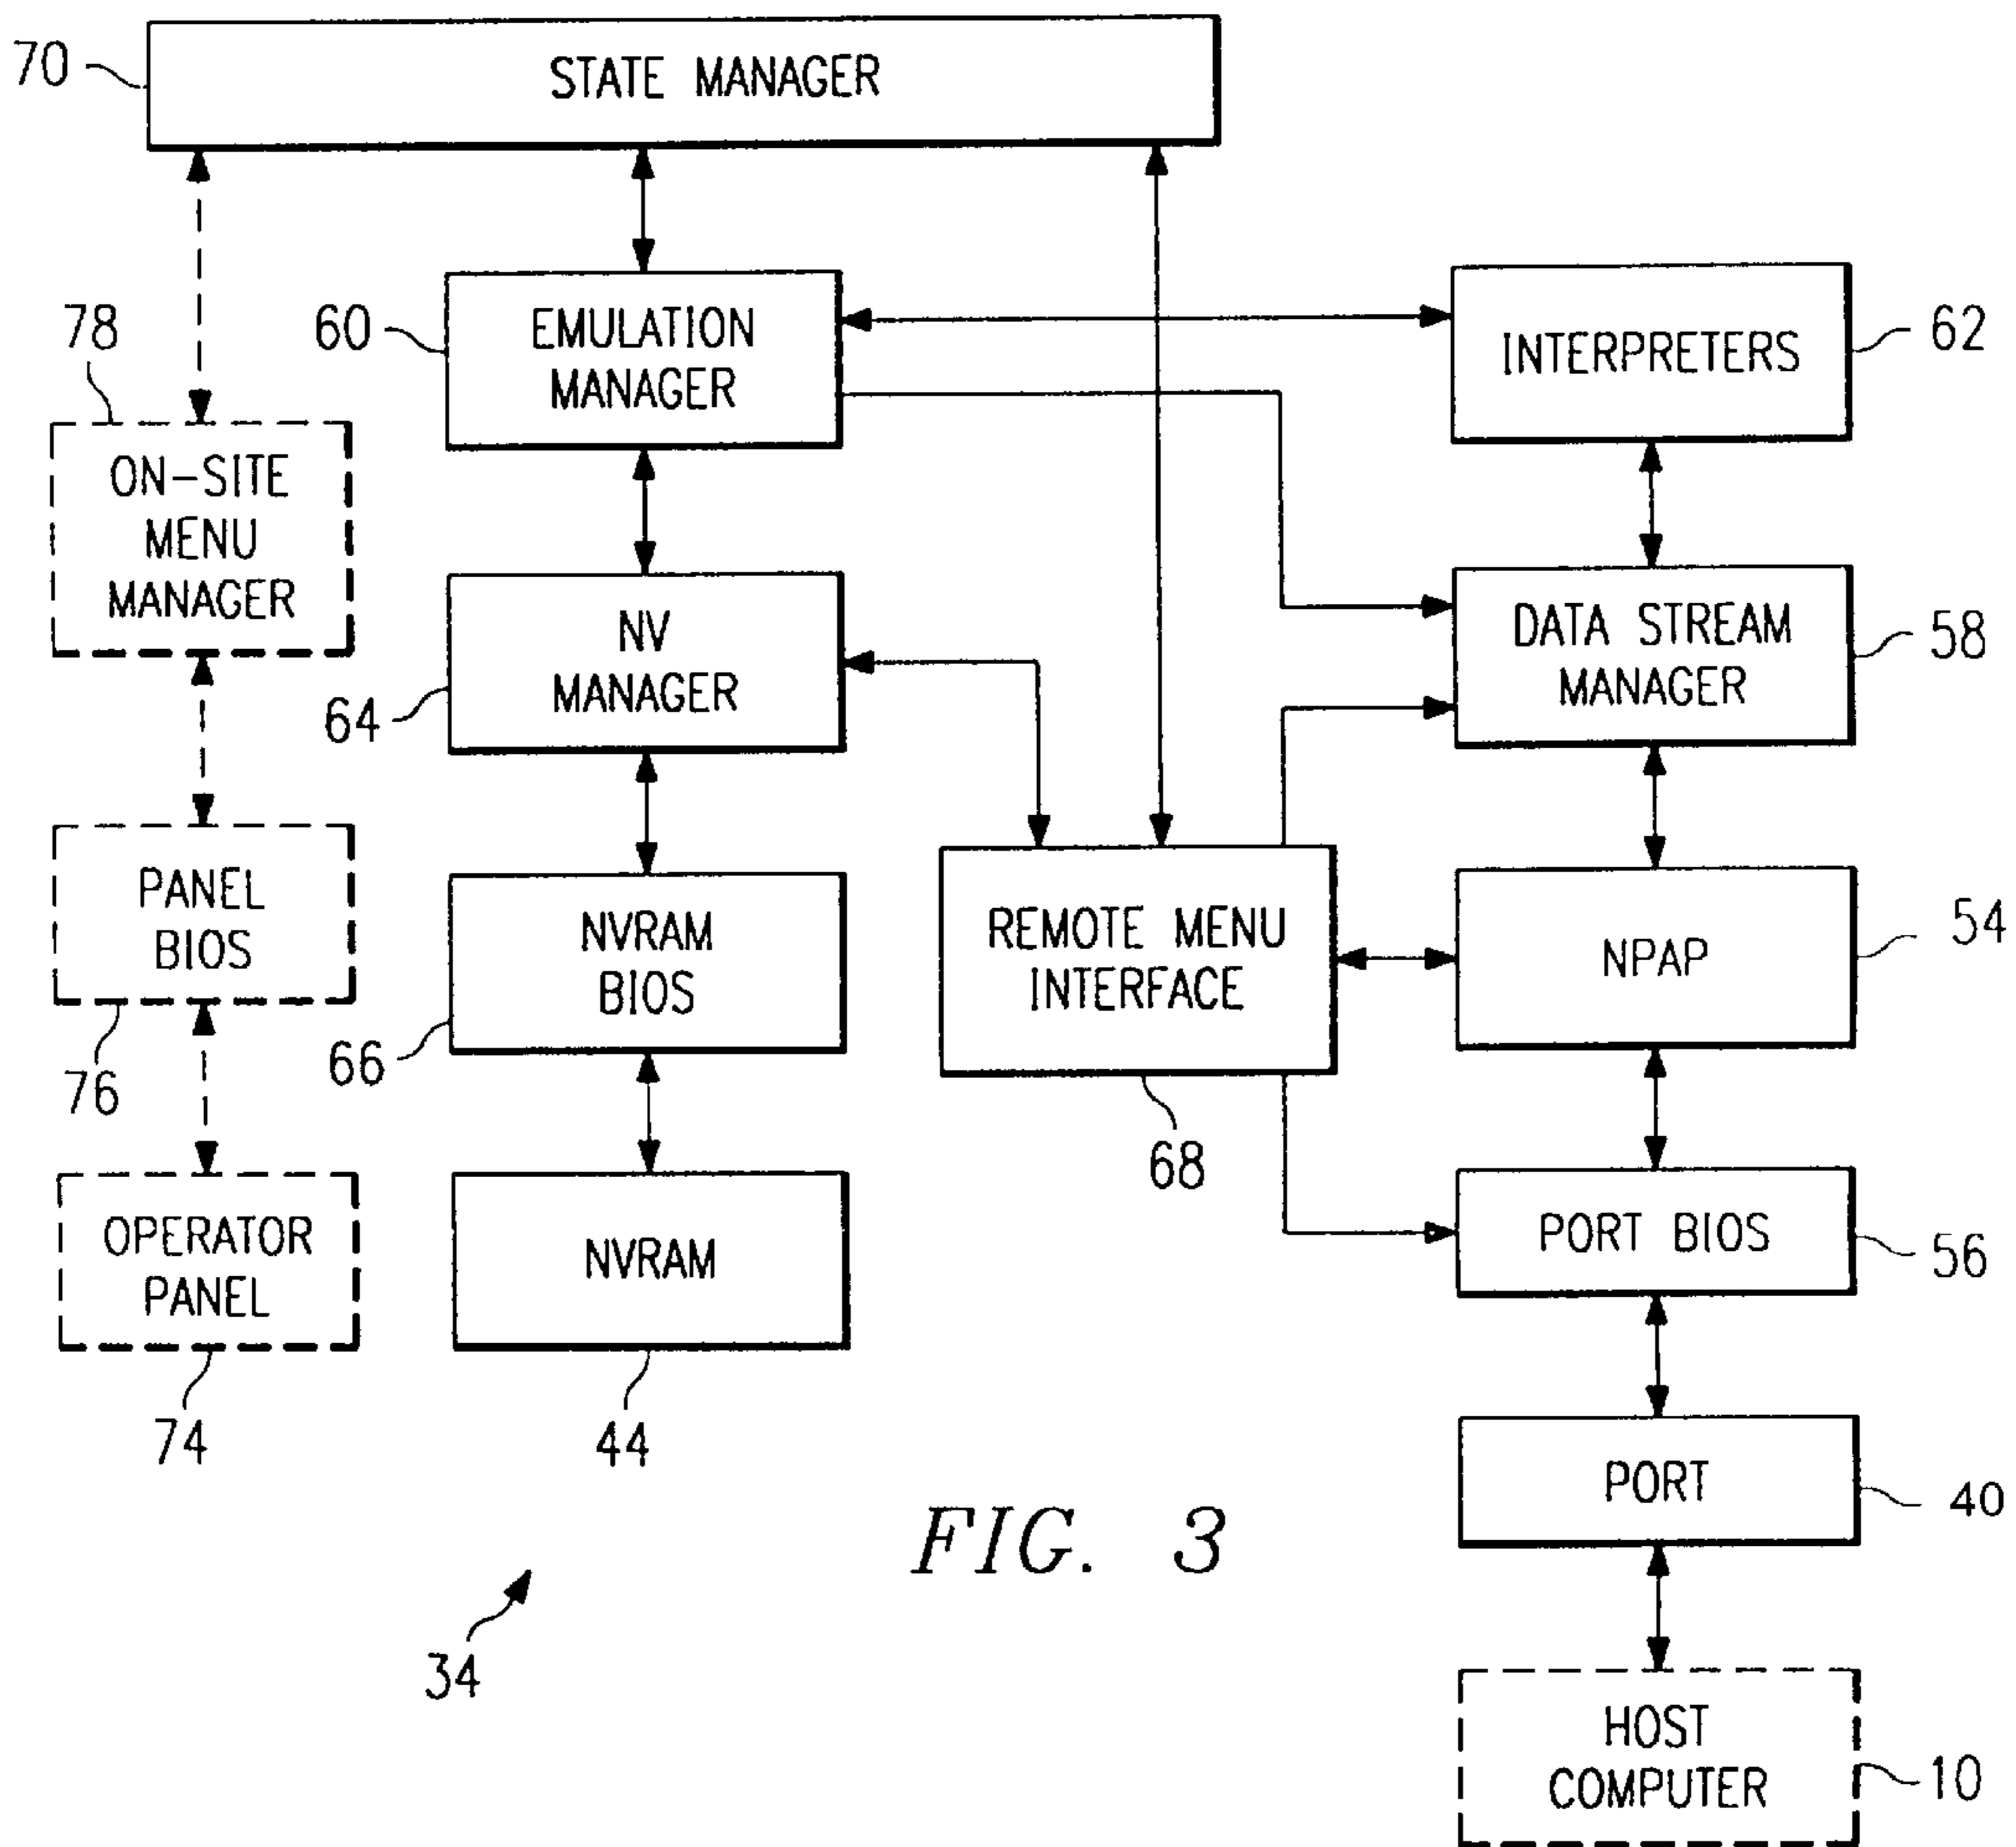 70
STATE MANAGER
78
60
EMULATION
MANAGER
INTERPRETERS
62
ON-SITE
MENU
MANAGER
NV
MANAGER
64
DATA STREAM
MANAGER
58
PANEL
BIOS
76
NVRAM
BIOS
66
REMOTE MENU
INTERFACE
68
NPAP
54
OPERATOR
PANEL
74
NVRAM
44
PORT BIOS
56
PORT
40
FIG. 3
34
HOST
COMPUTER
10